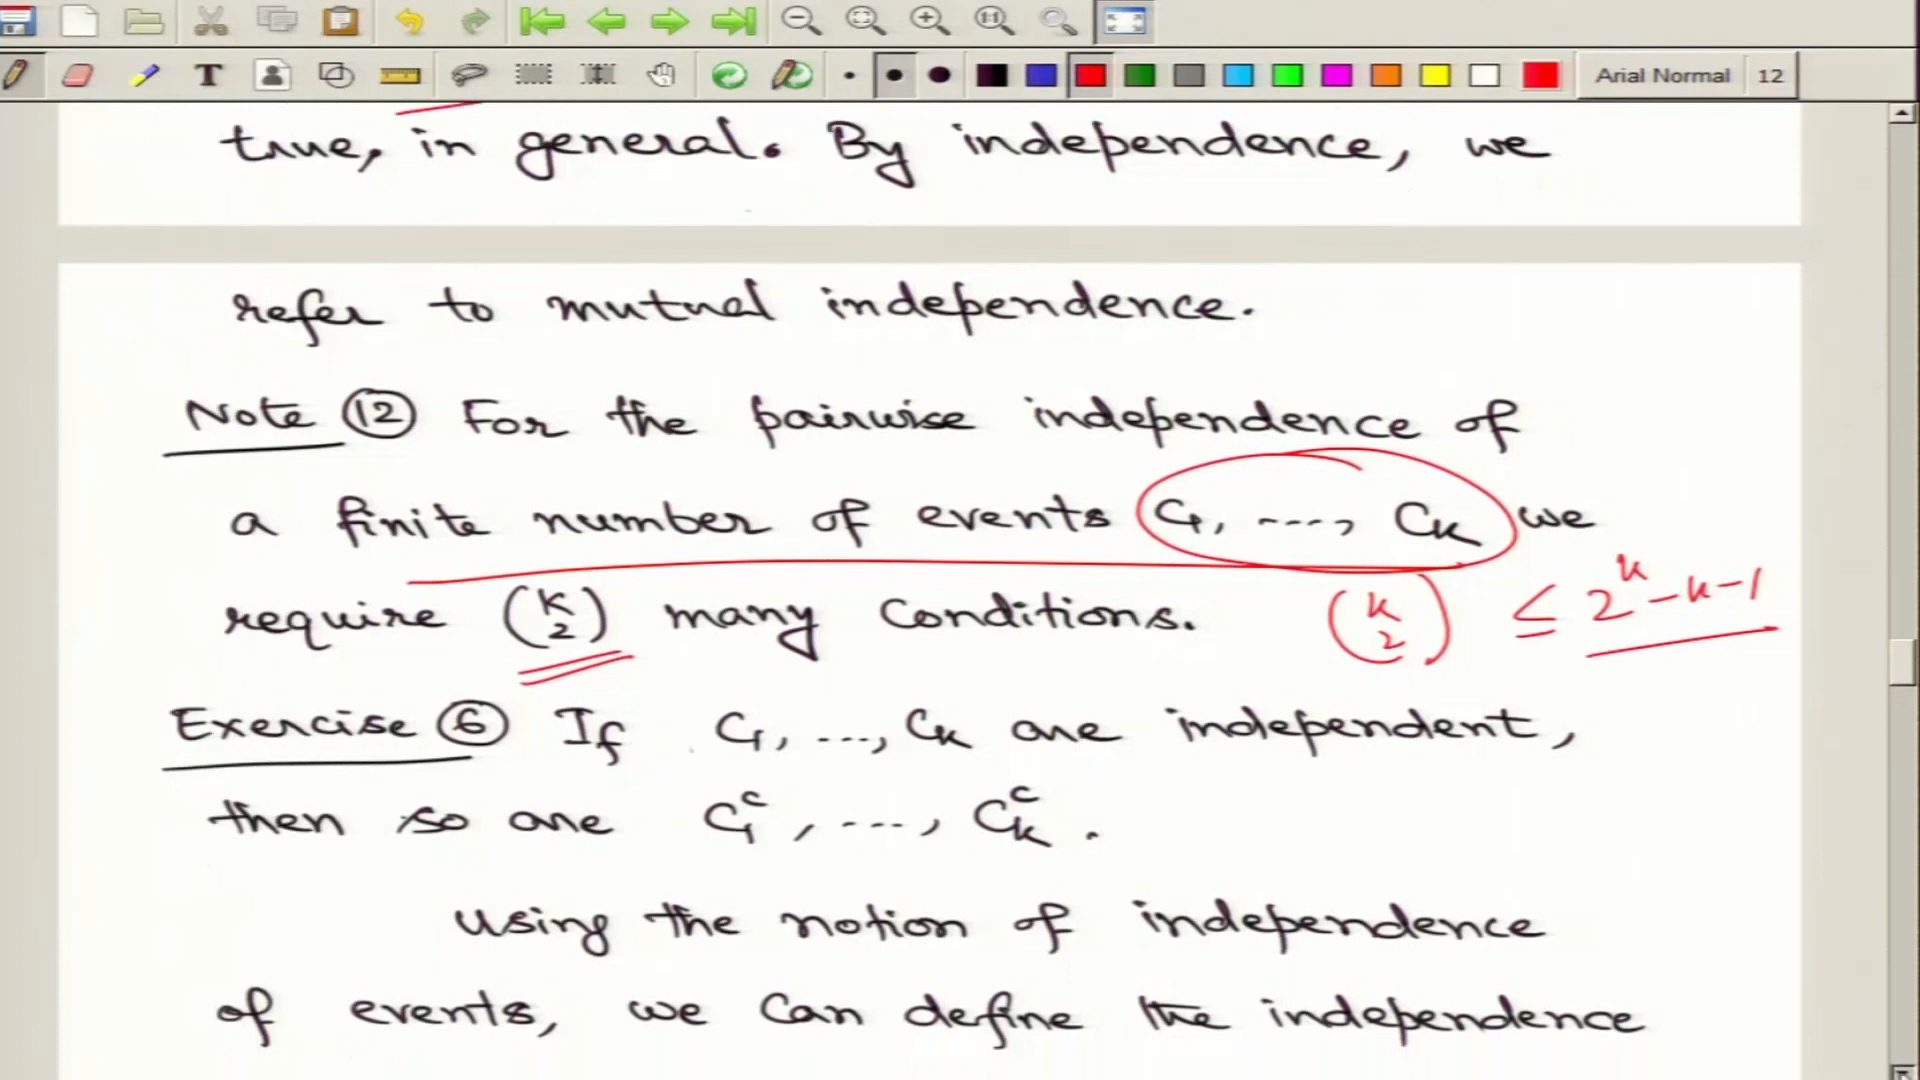 Arial Normal 12
true, in general. By independence, we
refer to mutual independence.
Note (12) For the pairwise independence of
a finite number of events C1, ----, Ck we
require (k 2) many conditions. (k 2) ≤ 2^k-k-1
Exercise (6) If C1, ..., Ck are independent,
then so are C1^c, ---, Ck^c.
Using the notion of independence
of events, we can define the independence